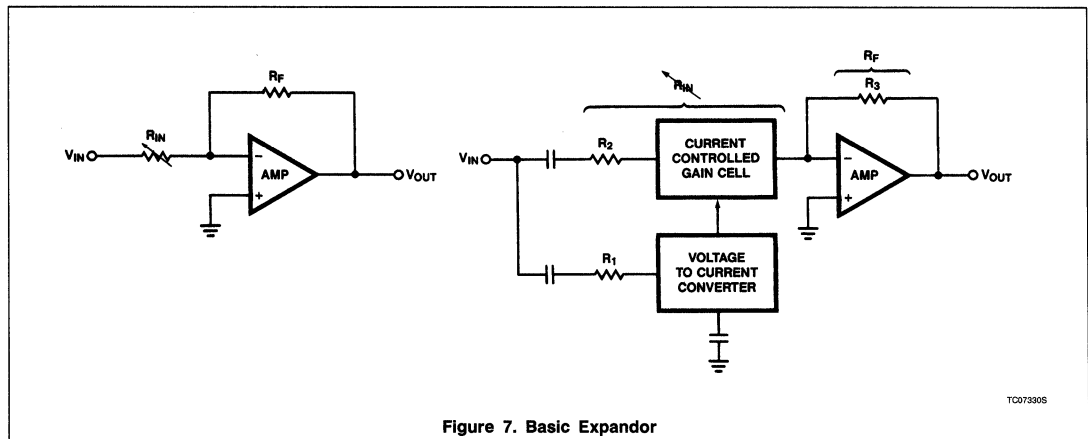 RF
RIN
VIN
−
AMP
+
VOUT
RIN
RF
R3
R2
CURRENT
CONTROLLED
GAIN CELL
VIN
−
AMP
+
VOUT
R1
VOLTAGE
TO CURRENT
CONVERTER
TC07330S
Figure 7. Basic Expandor